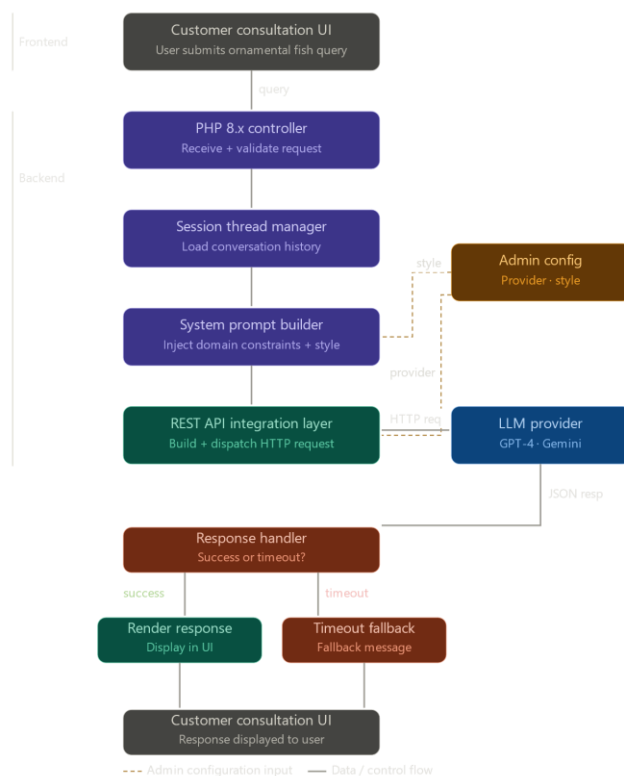 Customer consultation UI
User submits ornamental fish query
Frontend
query
PHP 8.x controller
Receive + validate request
Backend
Session thread manager
Load conversation history
Admin config
Provider · style
style
System prompt builder
Inject domain constraints + style
provider
REST API integration layer
Build + dispatch HTTP request
HTTP req
LLM provider
GPT-4 · Gemini
JSON resp
Response handler
Success or timeout?
success
timeout
Render response
Display in UI
Timeout fallback
Fallback message
Customer consultation UI
Response displayed to user
Admin configuration input
Data / control flow